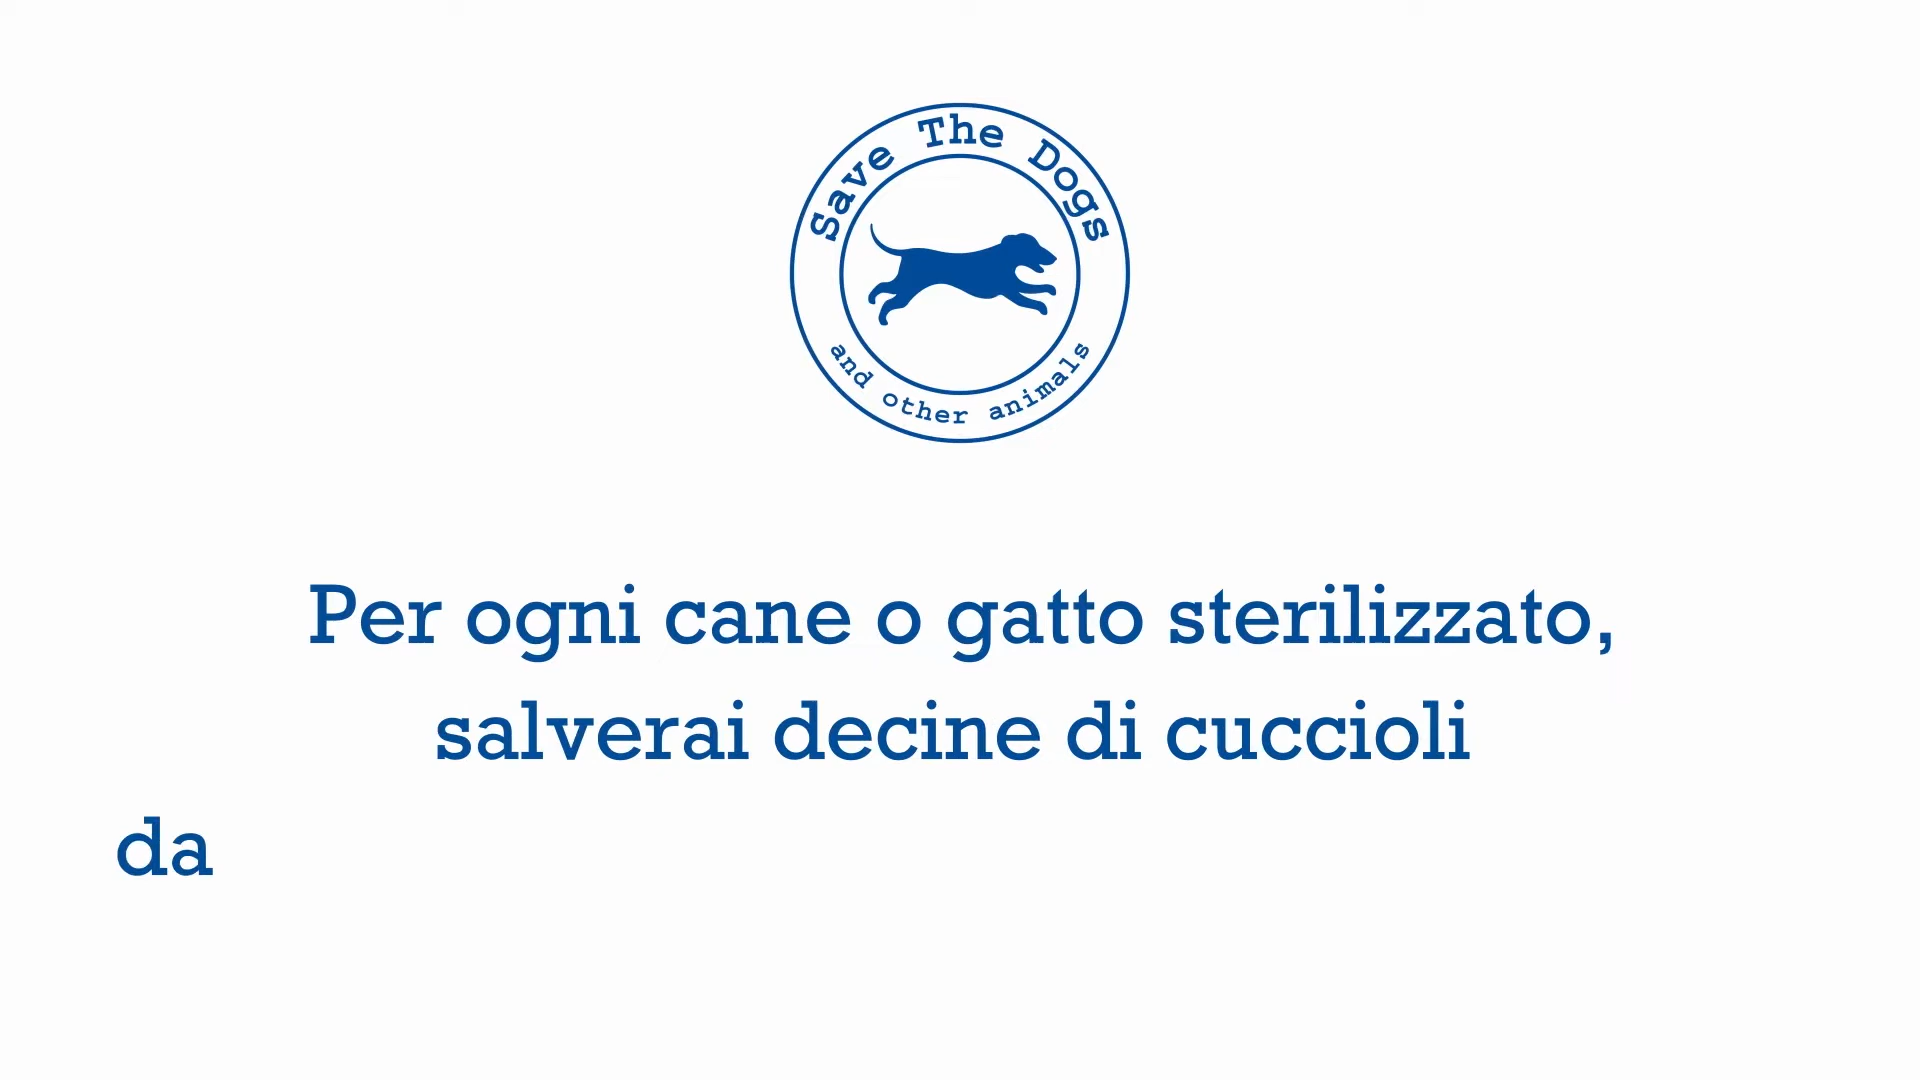 Save The Dogs
and other animals
Per ogni cane o gatto sterilizzato,
salverai decine di cuccioli
da